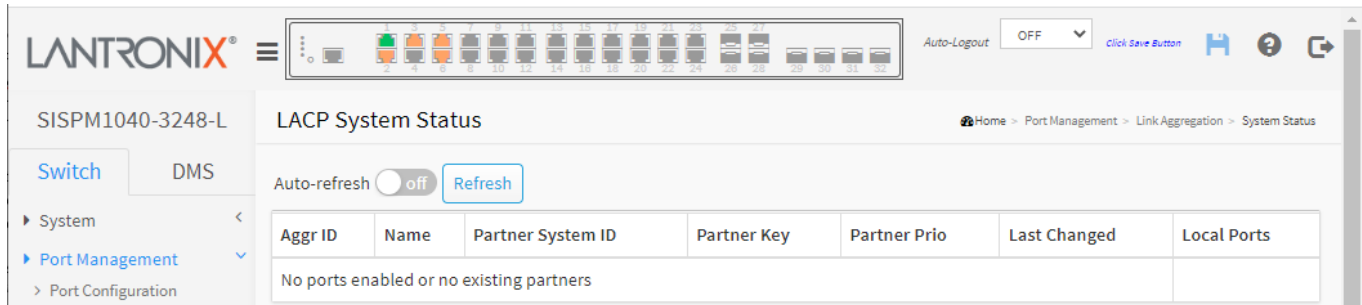 1 3 5 7 9 11 13 15 17 19 21 23 25 27
LANTRONIX®
Auto-Logout OFF Click Save Button
2 4 6 8 10 12 14 16 18 20 22 24 26 28 29 30 31 32
SISPM1040-3248-L
LACP System Status
Home > Port Management > Link Aggregation > System Status
Switch DMS
Auto-refresh off Refresh
System
Aggr ID Name Partner System ID Partner Key Partner Prio Last Changed Local Ports
Port Management
No ports enabled or no existing partners
> Port Configuration